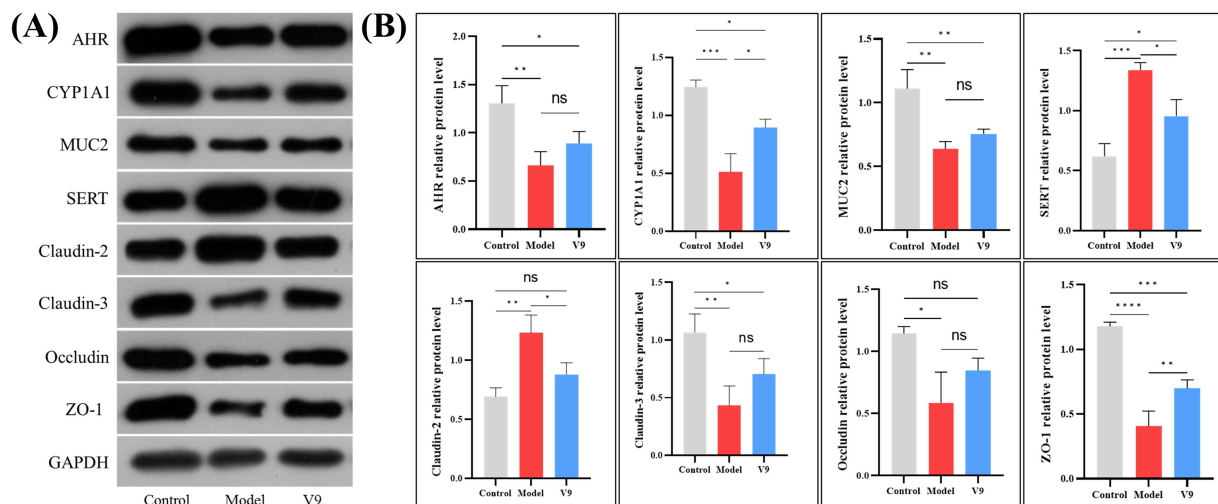 (A)
AHR
CYP1A1
MUC2
SERT
Claudin-2
Claudin-3
Occludin
ZO-1
GAPDH
Control Model V9
(B)
AHR relative protein level
2.0
1.5
1.0
0.5
0.0
*
**
ns
Control Model V9
CYP1A1 relative protein level
1.5
1.0
0.5
0.0
*
*** *
Control Model V9
MUC2 relative protein level
1.5
1.0
0.5
0.0
**
**
ns
Control Model V9
SERT relative protein level
1.5
1.0
0.5
0.0
*
*** *
Control Model V9
Claudin-2 relative protein level
1.5
1.0
0.5
0.0
ns
** *
Control Model V9
Claudin-3 relative protein level
1.5
1.0
0.5
0.0
*
**
ns
Control Model V9
Occludin relative protein level
1.5
1.0
0.5
0.0
ns
*
ns
Control Model V9
ZO-1 relative protein level
1.5
1.0
0.5
0.0
***
****
**
Control Model V9